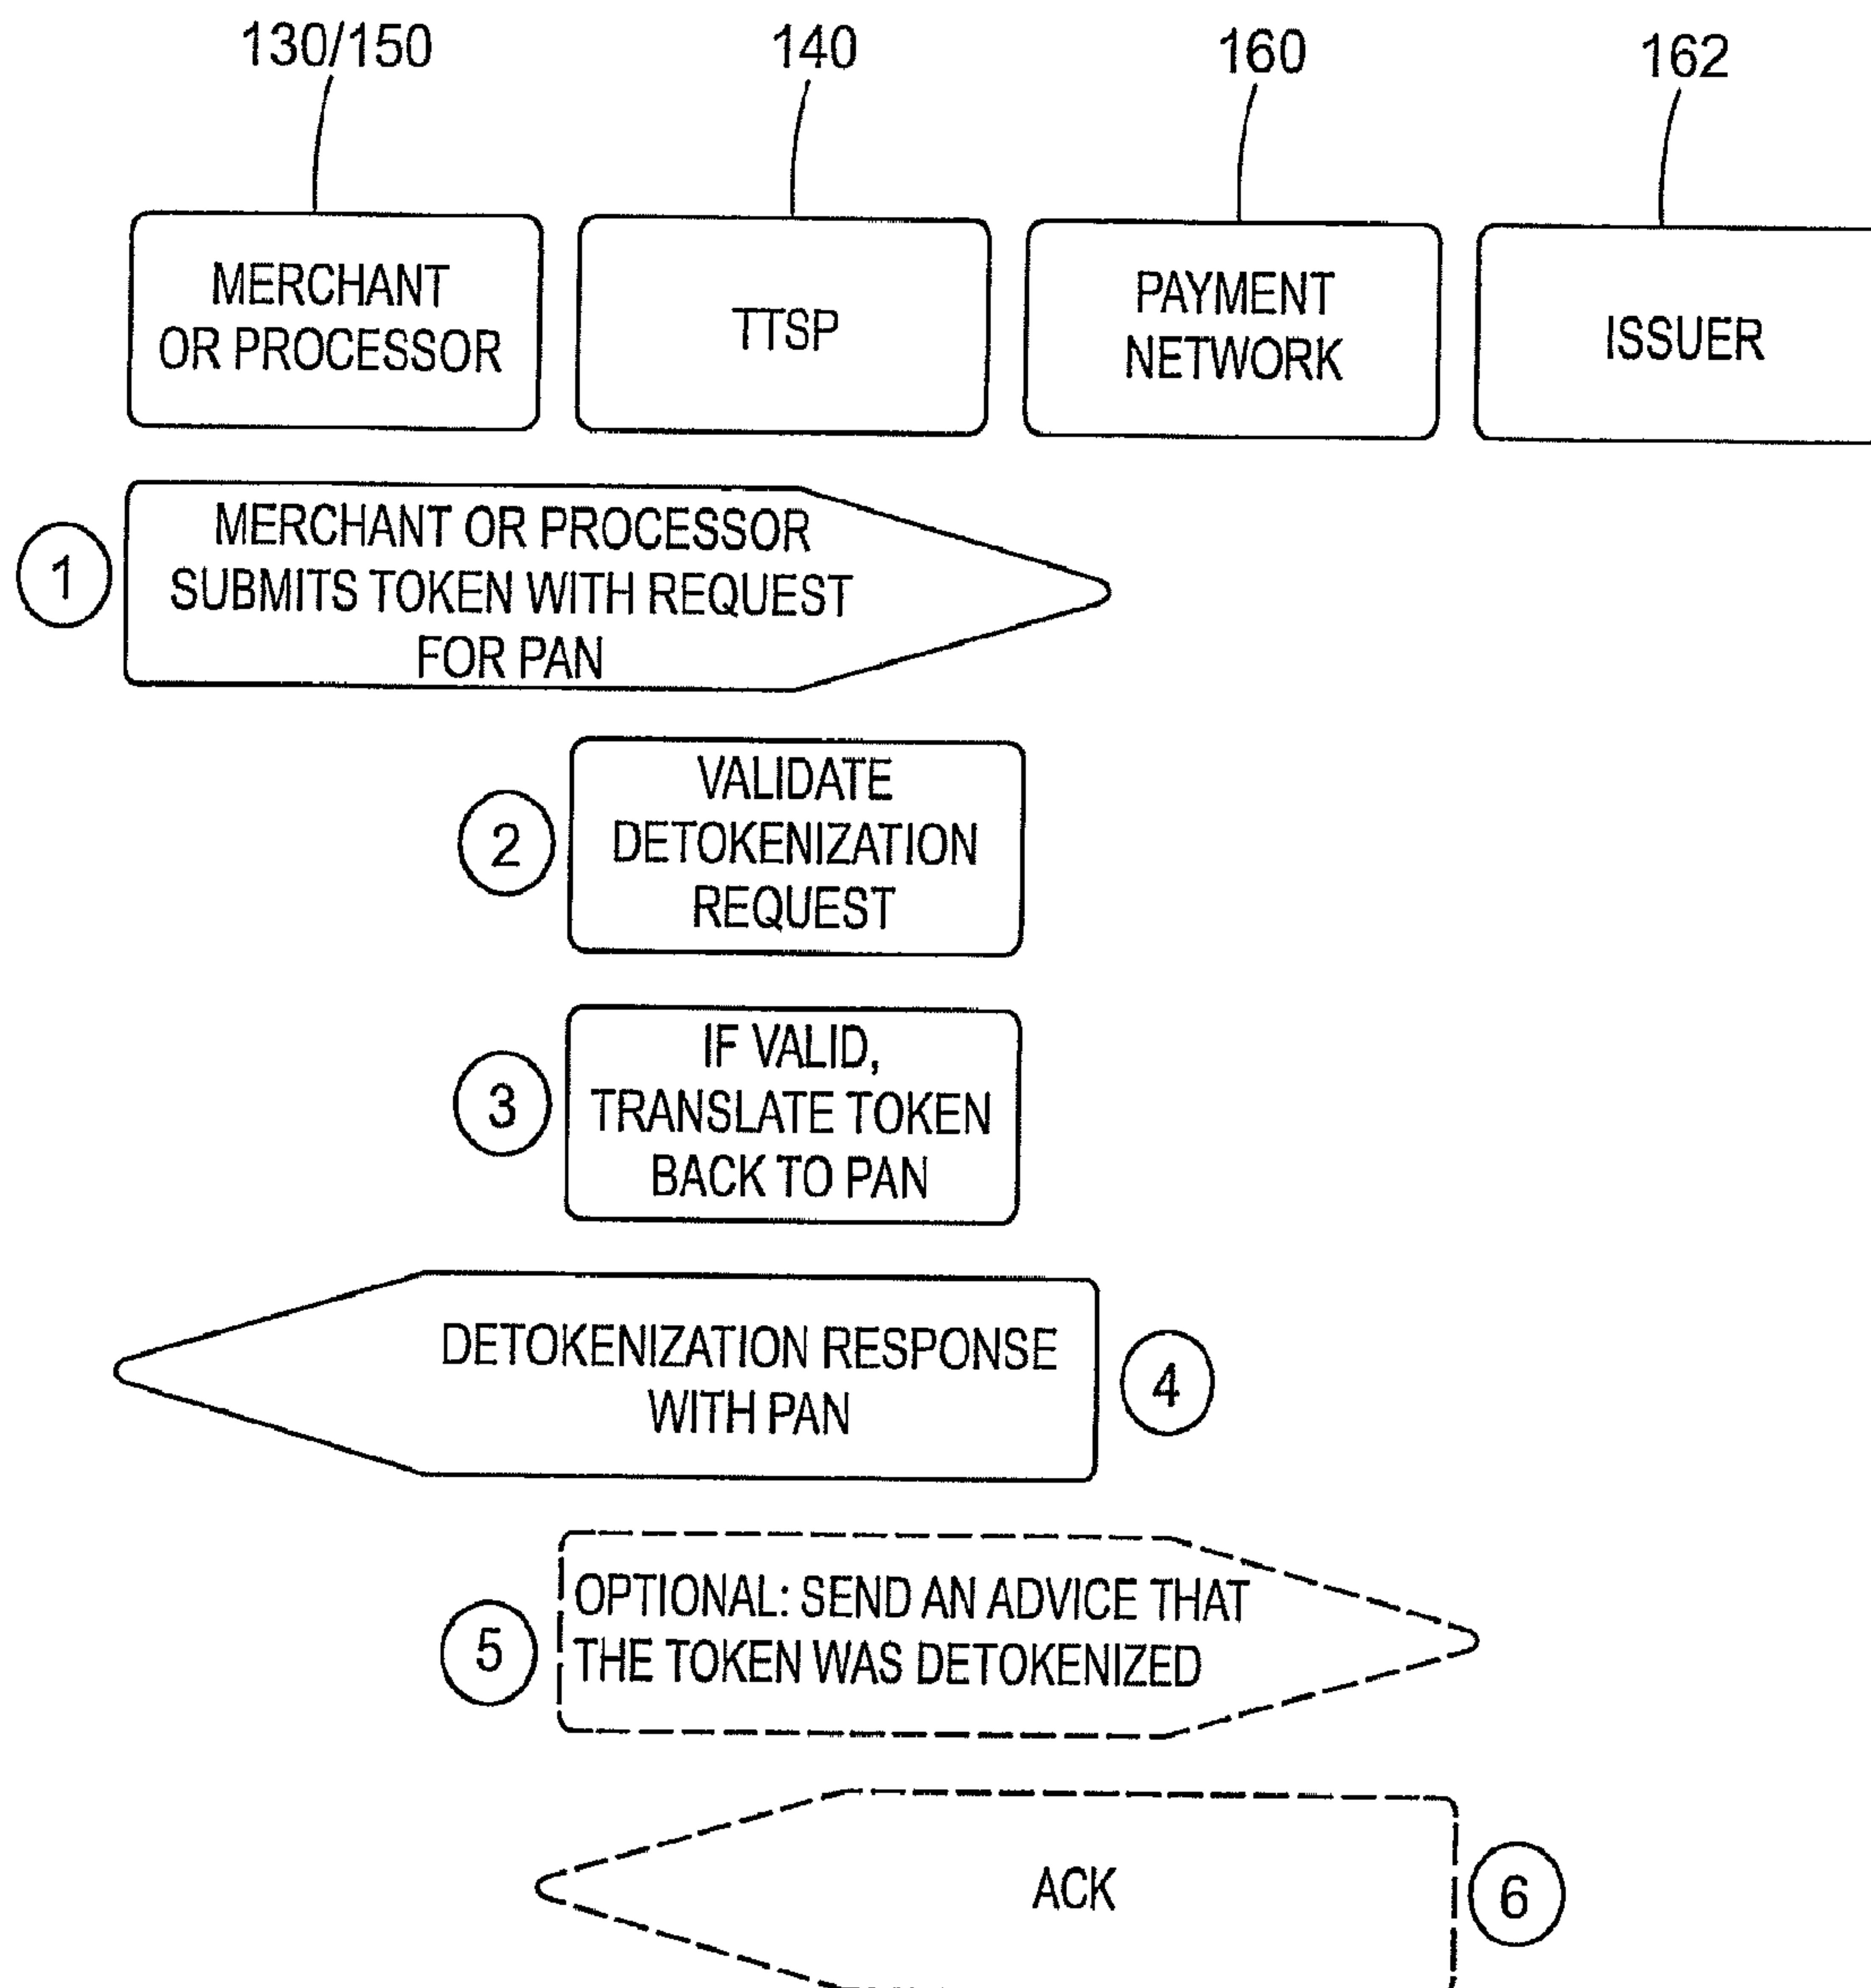 130/150
140
160
162
MERCHANT
OR PROCESSOR
TTSP
PAYMENT
NETWORK
ISSUER
1
MERCHANT OR PROCESSOR
SUBMITS TOKEN WITH REQUEST
FOR PAN
2
VALIDATE
DETOKENIZATION
REQUEST
3
IF VALID,
TRANSLATE TOKEN
BACK TO PAN
DETOKENIZATION RESPONSE
WITH PAN
4
5
OPTIONAL: SEND AN ADVICE THAT
THE TOKEN WAS DETOKENIZED
ACK
6